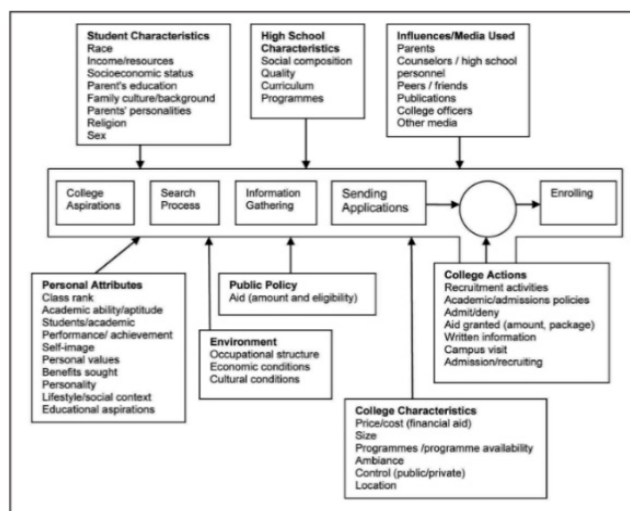 Student Characteristics
Race
Income/resources
Socioeconomic status
Parent's education
Family culture/background
Parents' personalities
Religion
Sex
High School
Characteristics
Social composition
Quality
Curriculum
Programmes
Influences/Media Used
Parents
Counselors / high school
personnel
Peers / friends
Publications
College officers
Other media
College
Aspirations
Search
Process
Information
Gathering
Sending
Applications
Enrolling
Personal Attributes
Class rank
Academic ability/aptitude
Students/academic
Performance/ achievement
Self-image
Personal values
Benefits sought
Personality
Lifestyle/social context
Educational aspirations
Public Policy
Aid (amount and eligibility)
Environment
Occupational structure
Economic conditions
Cultural conditions
College Actions
Recruitment activities
Academic/admissions policies
Admit/deny
Aid granted (amount, package)
Written information
Campus visit
Admission/recruiting
College Characteristics
Price/cost (financial aid)
Size
Programmes /programme availability
Ambiance
Control (public/private)
Location